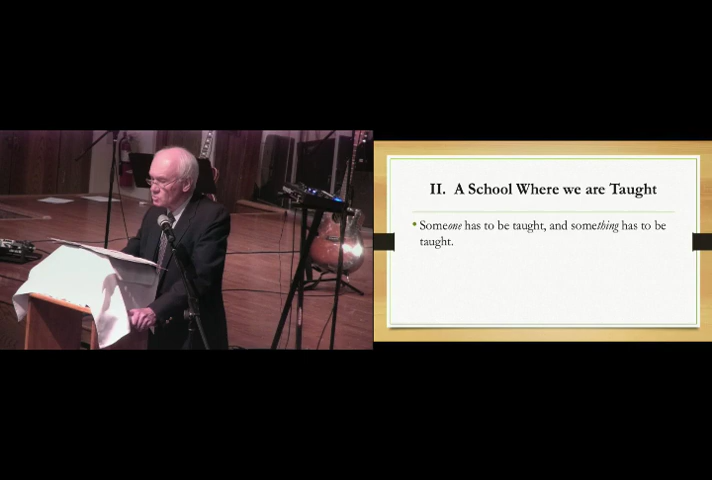 II. A School Where we are Taught
• Someone has to be taught, and something has to be
taught.